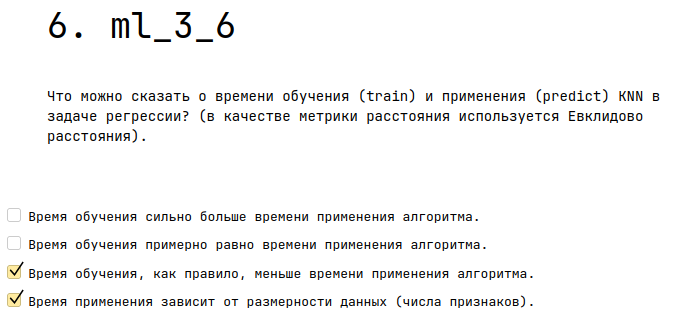 6. ml_3_6
Что можно сказать о времени обучения (train) и применения (predict) KNN в
задаче регрессии? (в качестве метрики расстояния используется Евклидово
расстояния).
Время обучения сильно больше времени применения алгоритма.
Время обучения примерно равно времени применения алгоритма.
Время обучения, как правило, меньше времени применения алгоритма.
Время применения зависит от размерности данных (числа признаков).